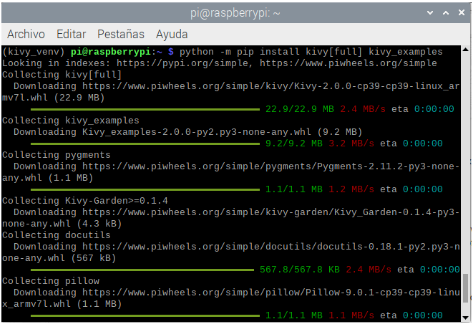 pi@raspberrypi: ~
Archivo Editar Pestañas Ayuda
(kivy_venv) pi@raspberrypi:~ $ python -m pip install kivy[full] kivy_examples
Looking in indexes: https://pypi.org/simple, https://www.piwheels.org/simple
Collecting kivy[full]
Downloading https://www.piwheels.org/simple/kivy/Kivy-2.0.0-cp39-cp39-linux_ar
mv7l.whl (22.9 MB)
22.9/22.9 MB 2.4 MB/s eta 0:00:00
Collecting kivy_examples
Downloading Kivy_examples-2.0.0-py2.py3-none-any.whl (9.2 MB)
9.2/9.2 MB 3.2 MB/s eta 0:00:00
Collecting pygments
Downloading https://www.piwheels.org/simple/pygments/Pygments-2.11.2-py3-none-
any.whl (1.1 MB)
1.1/1.1 MB 1.2 MB/s eta 0:00:00
Collecting Kivy-Garden>=0.1.4
Downloading https://www.piwheels.org/simple/kivy-garden/Kivy_Garden-0.1.4-py3-
none-any.whl (4.3 kB)
Collecting docutils
Downloading https://www.piwheels.org/simple/docutils/docutils-0.18.1-py2.py3-n
one-any.whl (567 kB)
567.8/567.8 KB 2.4 MB/s eta 0:00:00
Collecting pillow
Downloading https://www.piwheels.org/simple/pillow/Pillow-9.0.1-cp39-cp39-linu
x_armv7l.whl (1.1 MB)
1.1/1.1 MB 1.1 MB/s eta 0:00:00